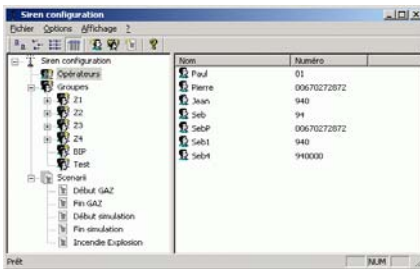 Siren configuration
Fichier Options Affichage ?
Siren configuration
Opérateurs
Groupes
Z1
Z2
Z3
Z4
BIP
Test
Scenarii
Début GAZ
Fin GAZ
Début simulation
Fin simulation
Incendie Explosion
Nom Numéro
Paul 01
Pierre 00670272872
Jean 940
Seb 94
SebP 00670272872
Seb1 940
Seb4 940000
Prêt NUM